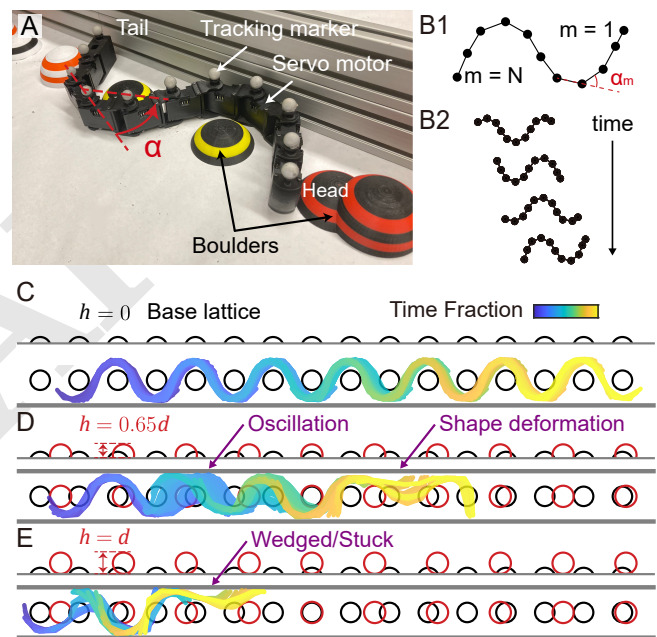 A
Tail
Tracking marker
Servo motor
α
Head
Boulders
B1
m = 1
m = N
αm
B2
time
C
h = 0 Base lattice
Time Fraction
D
h = 0.65d
Oscillation
Shape deformation
E
h = d
Wedged/Stuck